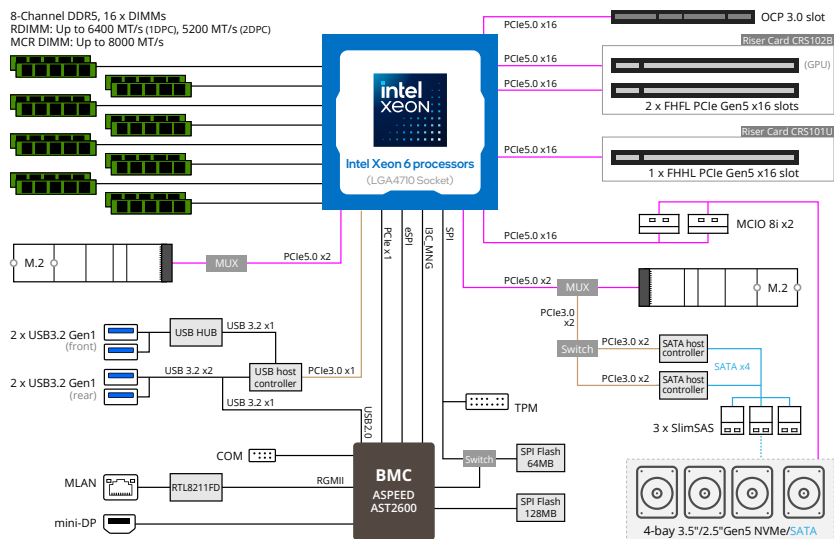 8-Channel DDR5, 16 x DIMMs
RDIMM: Up to 6400 MT/s (1DPC), 5200 MT/s (2DPC)
MCR DIMM: Up to 8000 MT/s
intel
XEON
Intel Xeon 6 processors
(LGA4710 Socket)
PCIe5.0 x16
OCP 3.0 slot
Riser Card CRS102B
PCIe5.0 x16
(GPU)
PCIe5.0 x16
2 x FHFL PCIe Gen5 x16 slots
Riser Card CRS101U
PCIe5.0 x16
1 x FHHL PCIe Gen5 x16 slot
PCIe5.0 x16
MCIO 8i x2
M.2
MUX
PCIe5.0 x2
PCIe x1
eSPI
I3C_MNG
SPI
PCIe5.0 x2
MUX
M.2
PCIe3.0
x2
Switch
PCIe3.0 x2
SATA host
controller
PCIe3.0 x2
SATA host
controller
SATA x4
3 x SlimSAS
2 x USB3.2 Gen1
(front)
USB HUB
USB 3.2 x1
2 x USB3.2 Gen1
(rear)
USB 3.2 x2
USB host
controller
PCIe3.0 x1
USB 3.2 x1
USB2.0
TPM
COM
BMC
ASPEED
AST2600
Switch
SPI Flash
64MB
SPI Flash
128MB
MLAN
RTL8211FD
RGMII
mini-DP
4-bay 3.5"/2.5"Gen5 NVMe/SATA